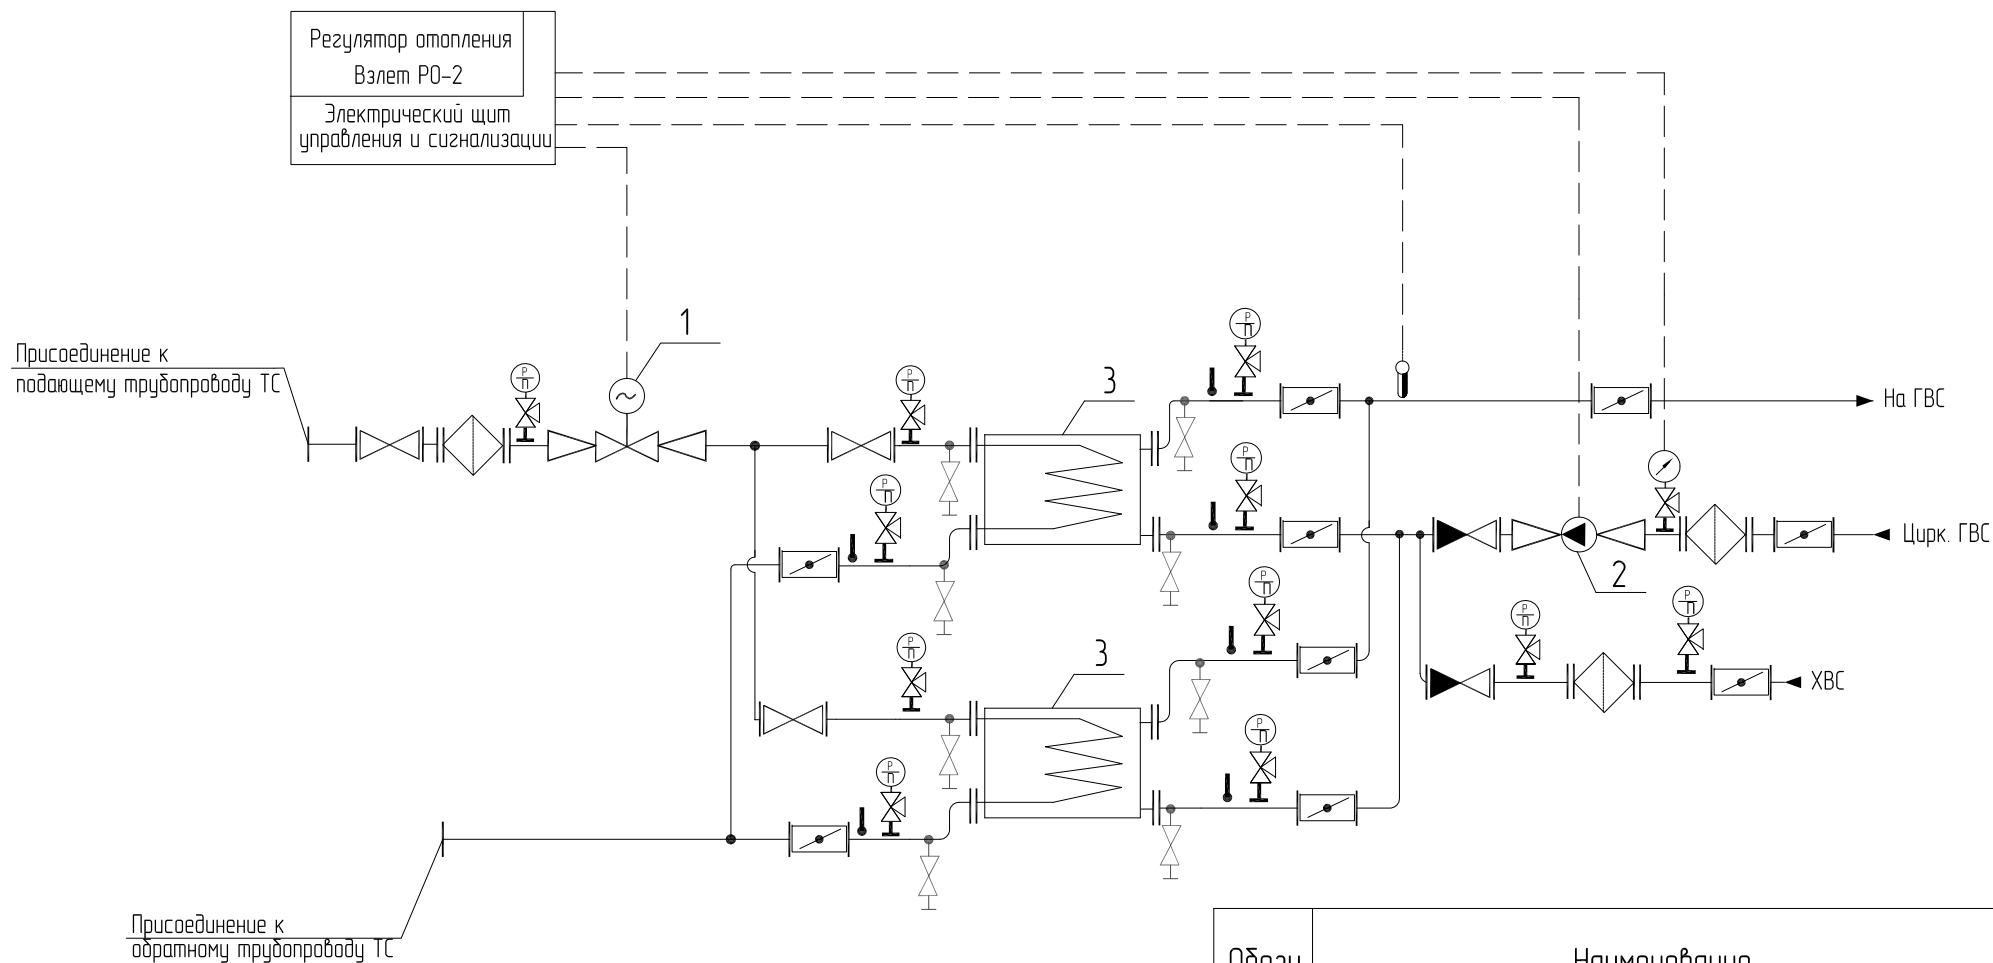 Регулятор отопления
Взлет РО-2
Электрический щит
управления и сигнализации
1
Присоединение к
подающему трубопроводу ТС
P
П
P
П
P
П
3
На ГВС
P
П
P
П
Цирк. ГВС
2
P
П
P
П
P
П
P
П
3
ХВС
P
П
P
П
Присоединение к
обратному трубопроводу ТС
Обозн
Наименование